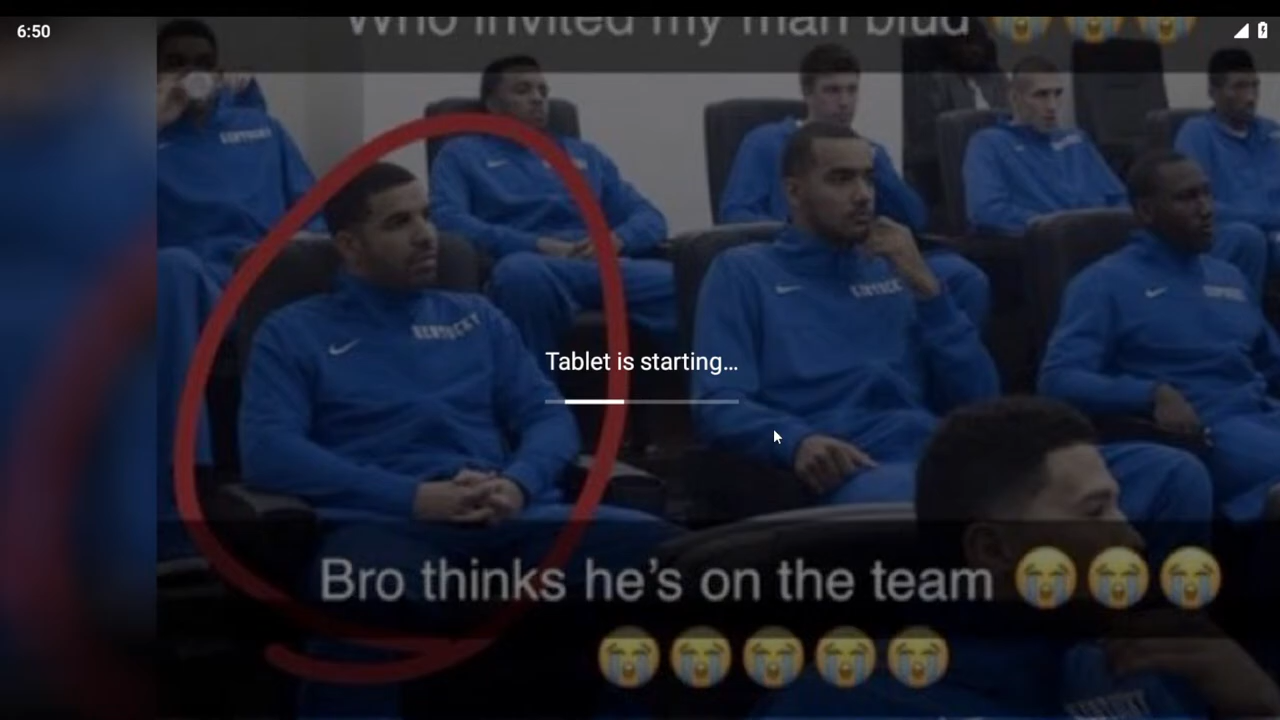 Who invited my man blud 😭😭😭
6:50
KENTUCKY
KENTUCKY
Tablet is starting…
Bro thinks he's on the team 😭😭😭
😭😭😭😭😭
KENTUCKY